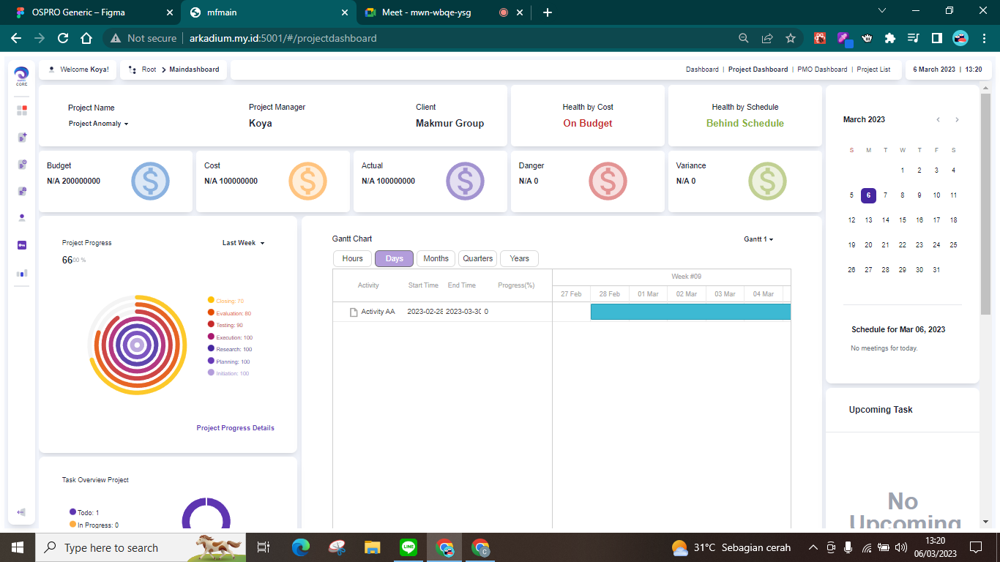 OSPRO Generic – Figma
mfmain
Meet - mwn-wbqe-ysg
Not secure | arkadium.my.id:5001/#/projectdashboard
CORE
Welcome Koya!
Root > Maindashboard
Dashboard | Project Dashboard | PMO Dashboard | Project List
6 March 2023 | 13:20
Project Name
Project Anomaly
Project Manager
Koya
Client
Makmur Group
Health by Cost
On Budget
Health by Schedule
Behind Schedule
Budget
N/A 200000000
Cost
N/A 100000000
Actual
N/A 100000000
Danger
N/A 0
Variance
N/A 0
March 2023
S M T W T F S
1 2 3 4
5 6 7 8 9 10 11
12 13 14 15 16 17 18
19 20 21 22 23 24 25
26 27 28 29 30 31
Schedule for Mar 06, 2023
No meetings for today.
Upcoming Task
No
Upcoming
Project Progress
Last Week
66.00 %
Closing: 70
Evaluation: 80
Testing: 90
Execution: 100
Research: 100
Planning: 100
Initiation: 100
Project Progress Details
Gantt Chart
Gantt 1
Hours
Days
Months
Quarters
Years
Activity
Start Time
End Time
Progress(%)
Week #09
27 Feb
28 Feb
01 Mar
02 Mar
03 Mar
04 Mar
Activity AA
2023-02-28
2023-03-30
0
Task Overview Project
Todo: 1
In Progress: 0
Type here to search
31°C Sebagian cerah
13:20
06/03/2023